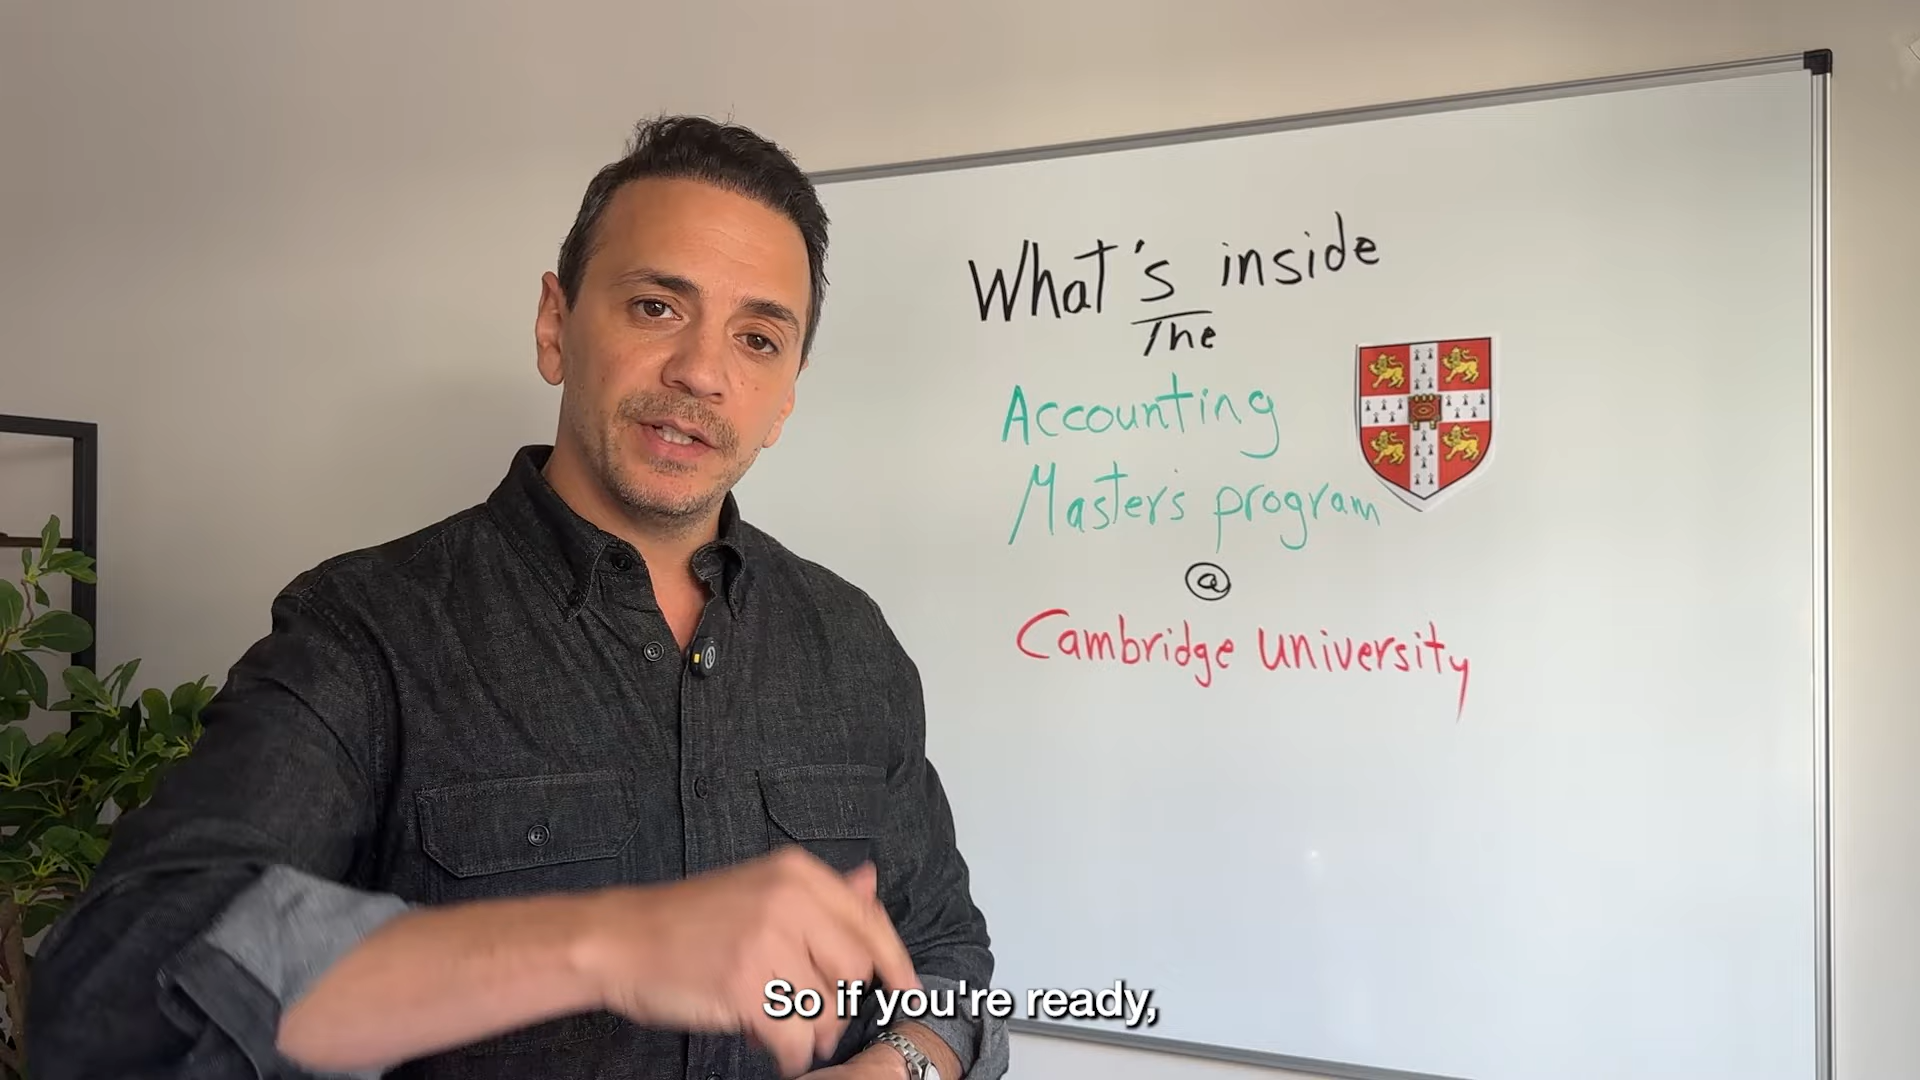 What's inside
The
Accounting
Master's program
@
Cambridge University
So if you're ready,